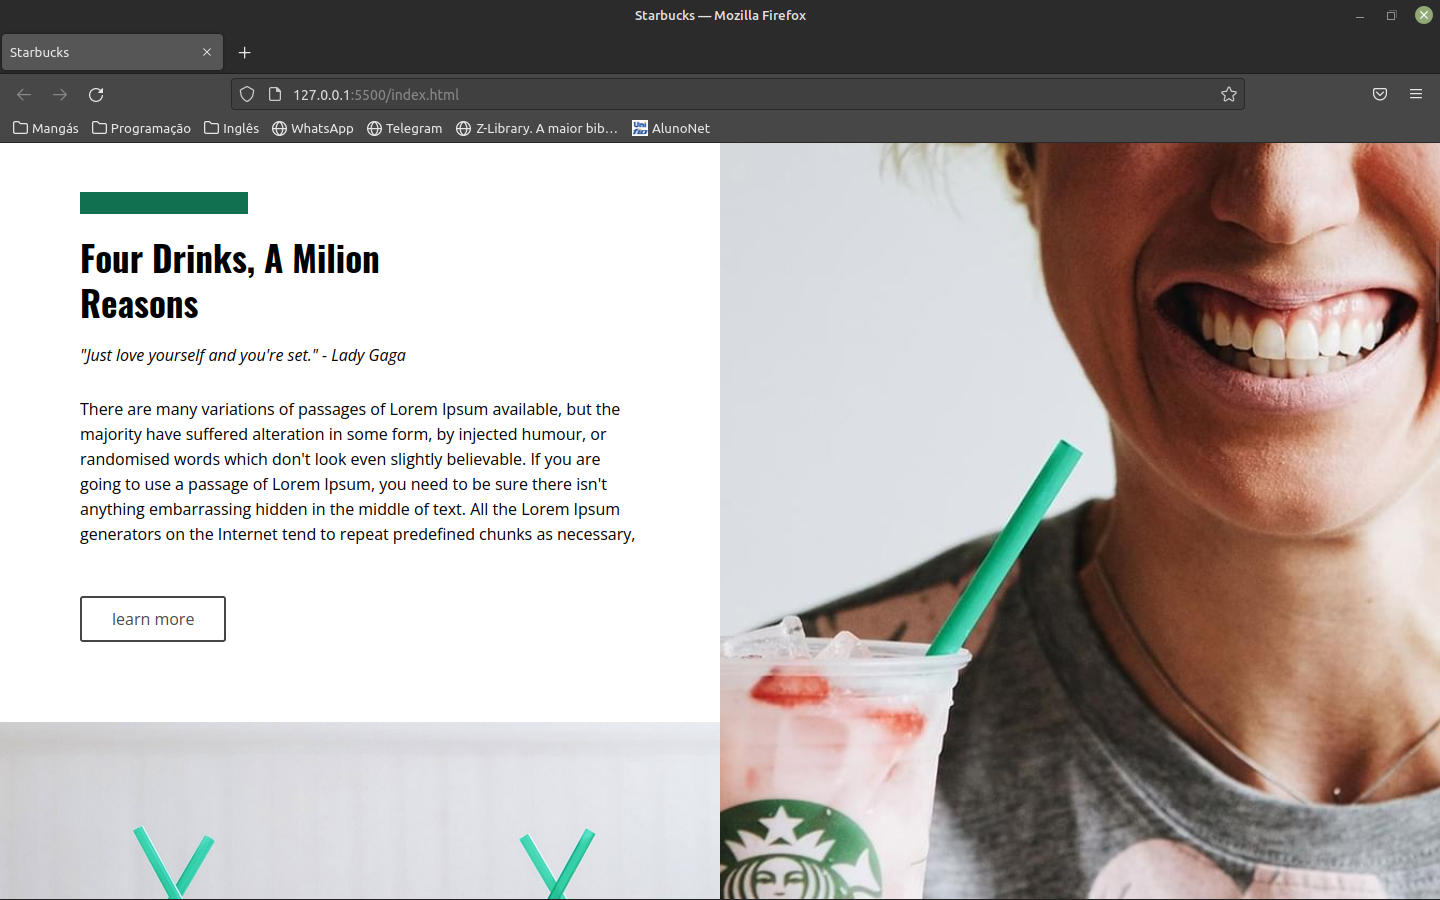 Starbucks — Mozilla Firefox
Starbucks
127.0.0.1:5500/index.html
Mangás Programação Inglês WhatsApp Telegram Z-Library. A maior bib... Uni fil AlunoNet
Four Drinks, A Milion
Reasons
"Just love yourself and you're set." - Lady Gaga
There are many variations of passages of Lorem Ipsum available, but the
majority have suffered alteration in some form, by injected humour, or
randomised words which don't look even slightly believable. If you are
going to use a passage of Lorem Ipsum, you need to be sure there isn't
anything embarrassing hidden in the middle of text. All the Lorem Ipsum
generators on the Internet tend to repeat predefined chunks as necessary,
learn more